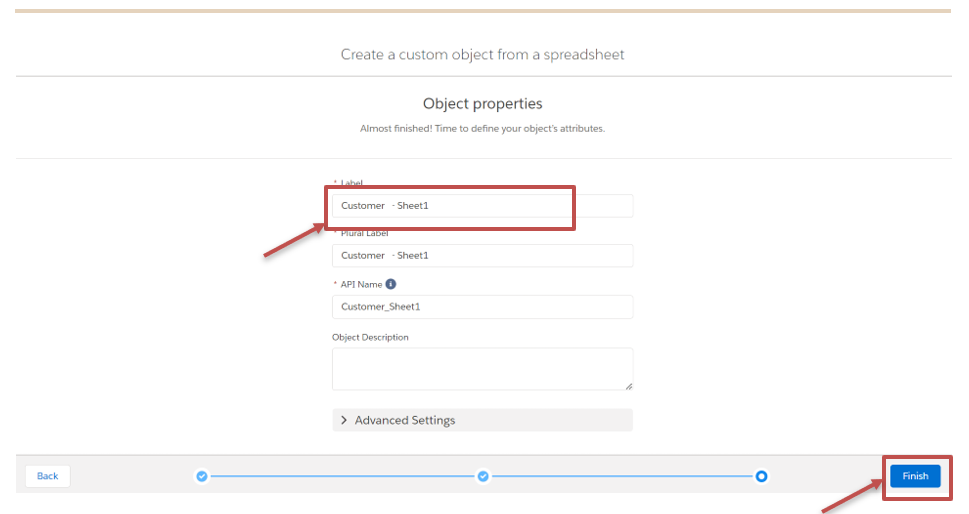 Create a custom object from a spreadsheet
Object properties
Almost finished! Time to define your object's attributes.
* Label
Customer - Sheet1
* Plural Label
Customer - Sheet1
* API Name
Customer_Sheet1
Object Description
Advanced Settings
Back
Finish